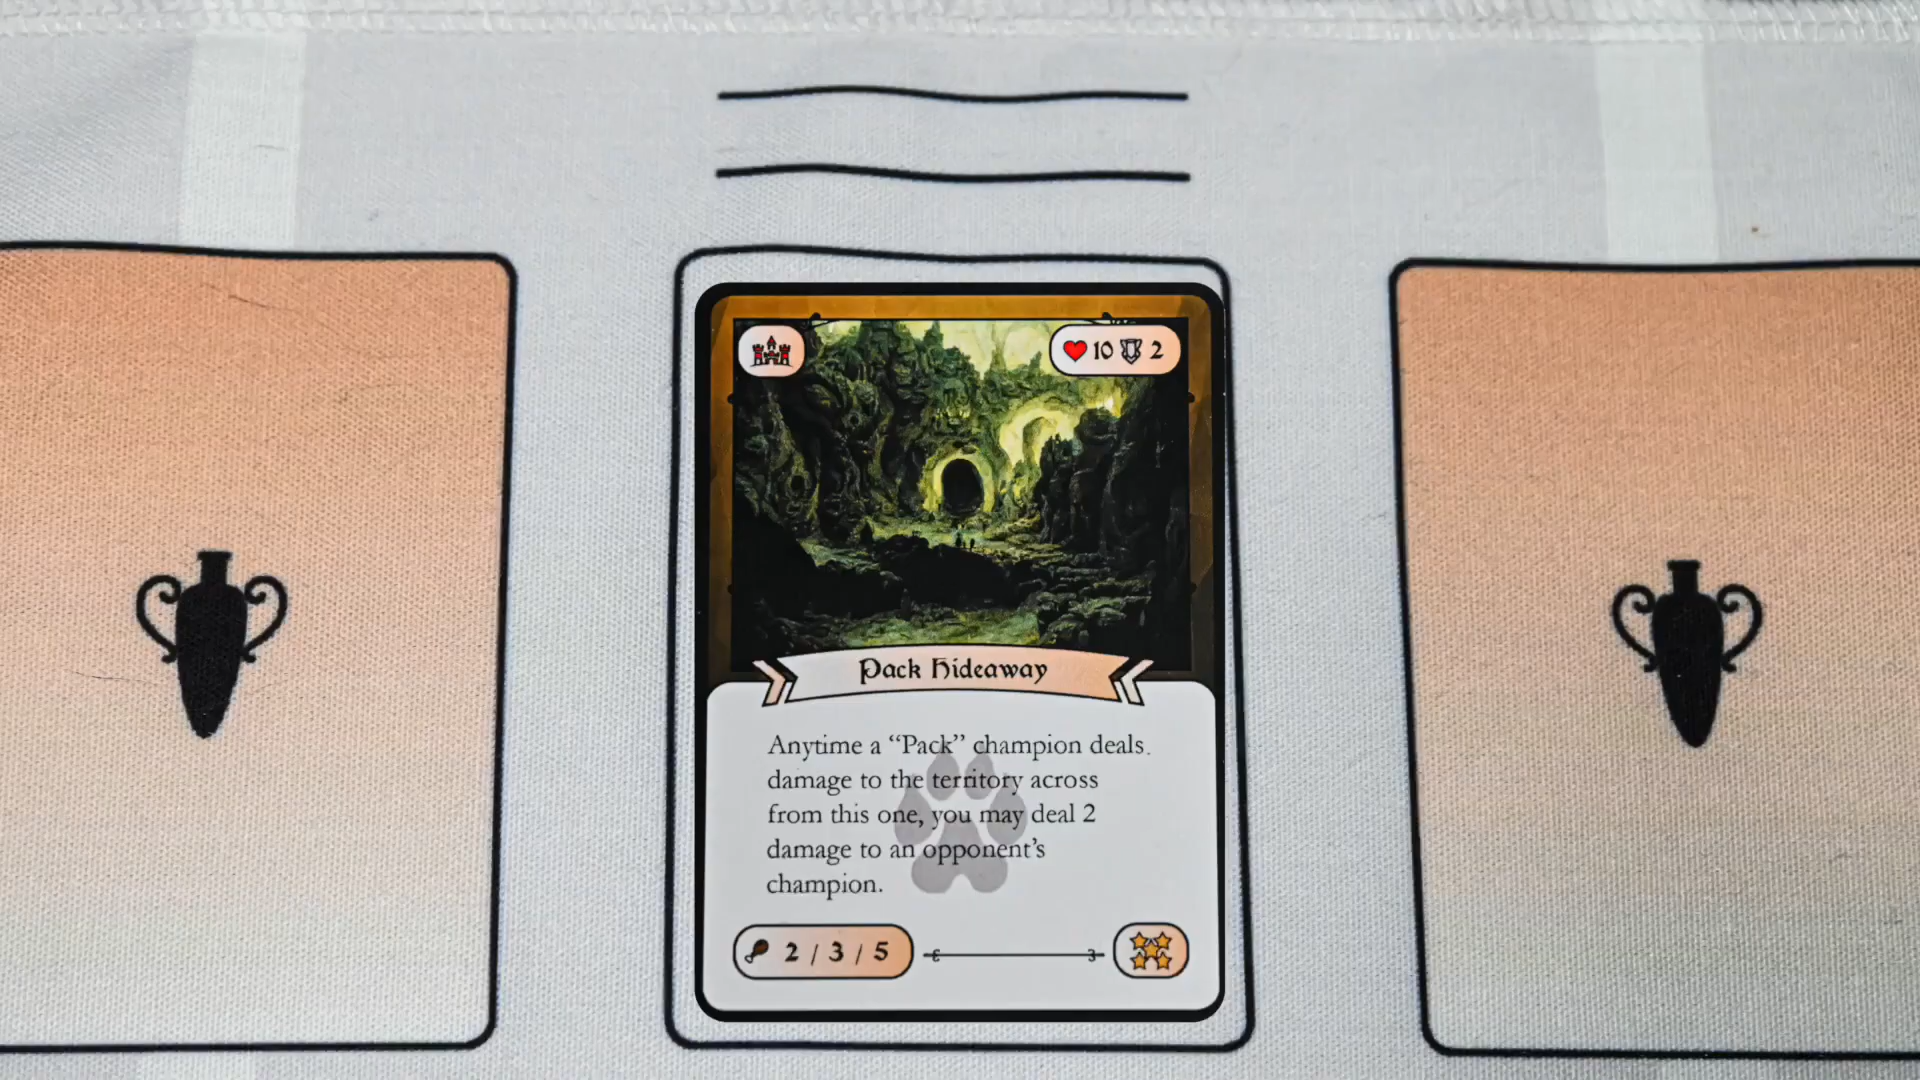 10 2
Pack Hideaway
Anytime a “Pack” champion deals
damage to the territory across
from this one, you may deal 2
damage to an opponent’s
champion.
2 / 3 / 5